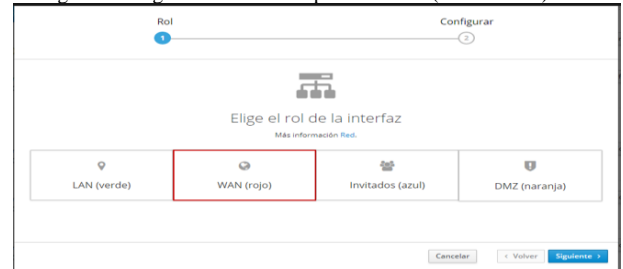 Rol Configurar
1 2
Elige el rol de la interfaz
Más información Red.
LAN (verde) WAN (rojo) Invitados (azul) DMZ (naranja)
Cancelar < Volver Siguiente >